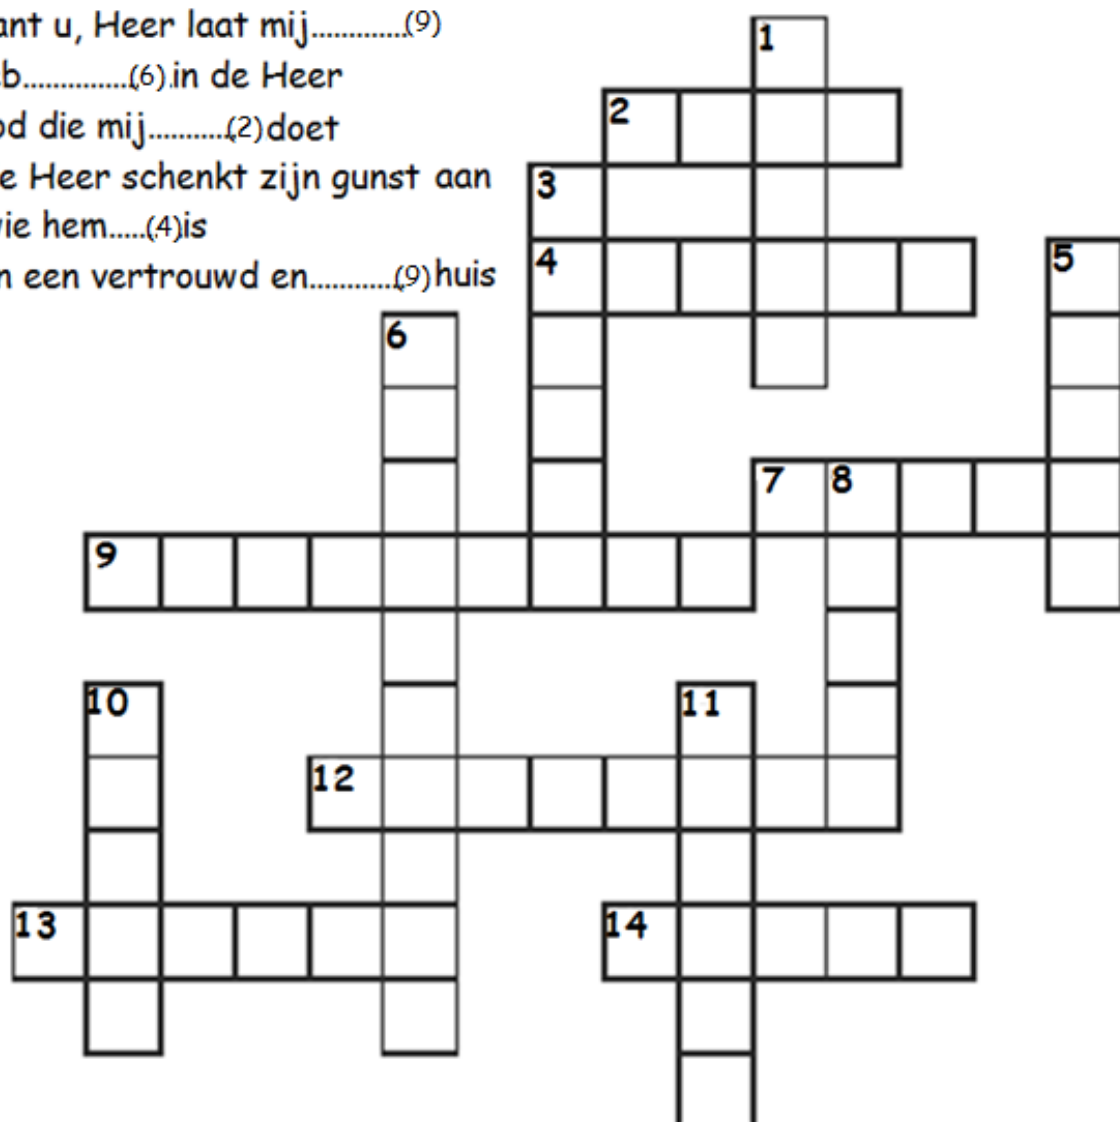 ant u, Heer laat mij.............(9)
eb...............(6).in de Heer
od die mij...........(2)doet
e Heer schenkt zijn gunst aan
vie hem.....(4)is
n een vertrouwd en............(9)huis
1
2
3
4
5
6
7 8
9
10
11
12
13
14